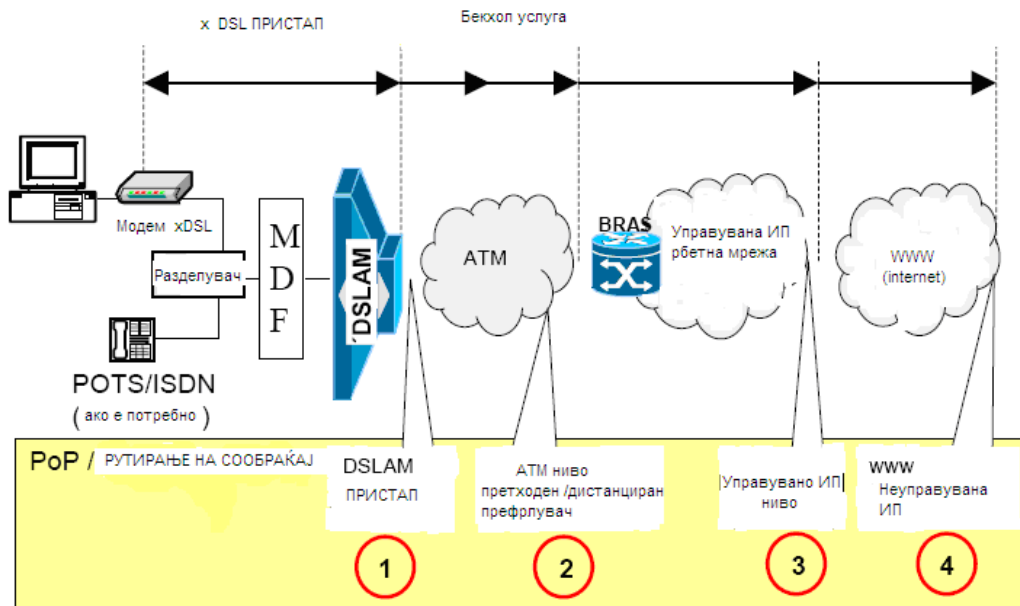 x DSL ПРИСТАП
Бекхол услуга
Модем xDSL
Разделувач
M
D
F
DSLAM
ATM
BRAS
Управувана ИП
рбетна мрежа
WWW
(internet)
POTS/ISDN
(ако е потребно)
PoP / РУТИРАЊЕ НА СООБРАЌАЈ
DSLAM
ПРИСТАП
АТМ ниво
претходен /дистанциран
префрлувач
Управувано ИП
ниво
WWW
Неуправувана
ИП
1
2
3
4